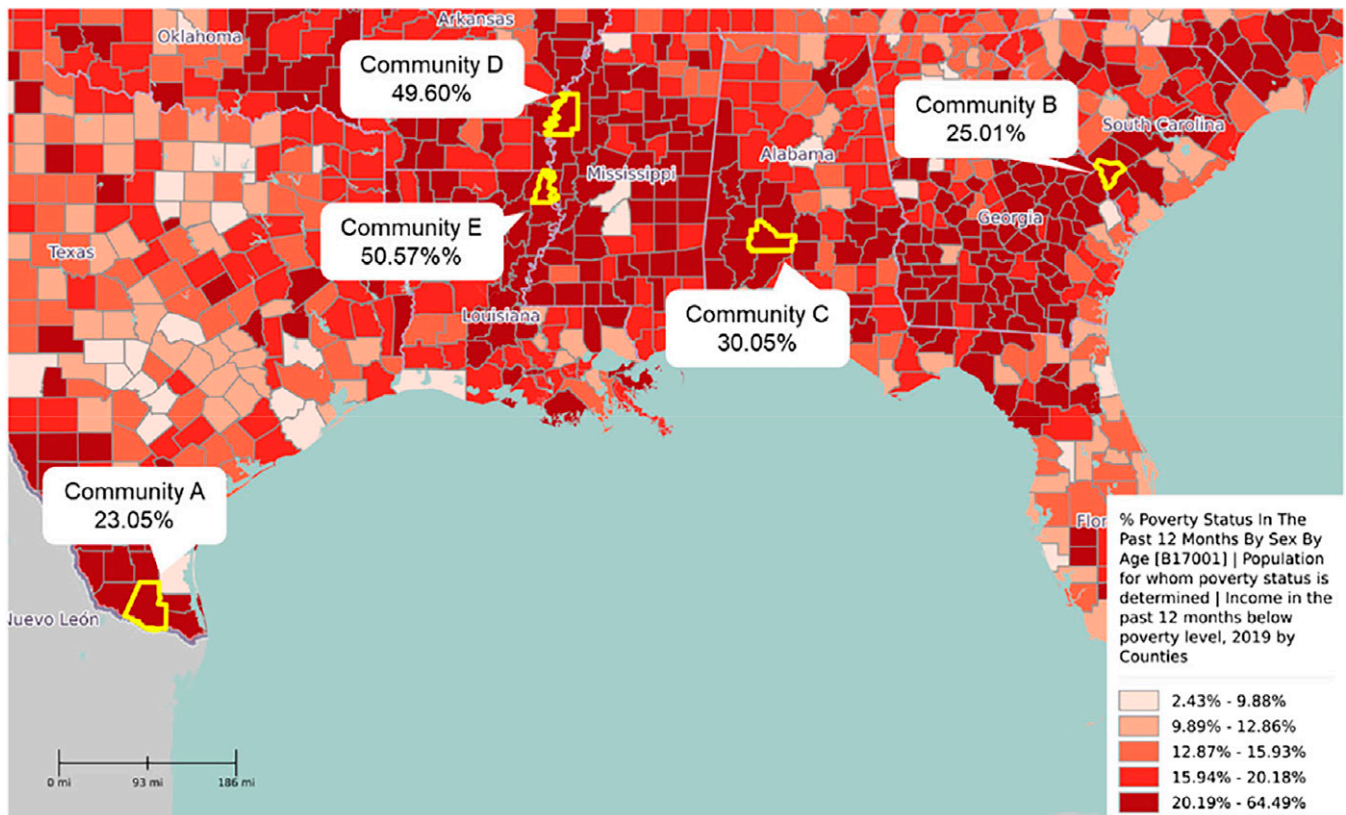 Arkansas
Oklahoma
Community D
49.60%
Community B
25.01%
South Carolina
Alabama
Mississippi
Community E
50.57%%
Georgia
Texas
Community C
30.05%
Louisiana
Community A
23.05%
Nuevo León
Flor
% Poverty Status In The
Past 12 Months By Sex By
Age [B17001] | Population
for whom poverty status is
determined | Income in the
past 12 months below
poverty level, 2019 by
Counties
2.43% - 9.88%
9.89% - 12.86%
12.87% - 15.93%
15.94% - 20.18%
20.19% - 64.49%
0 mi 93 mi 186 mi